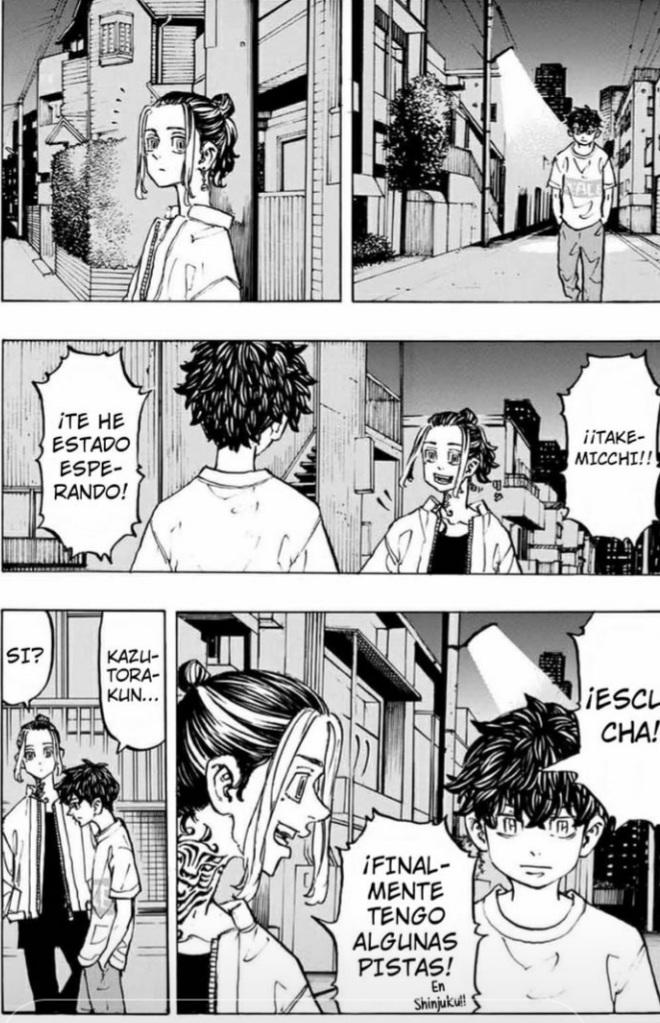 ¡¡TAKE-
MICCHI!!
¡TE HE
ESTADO
ESPE-
RANDO!
¡ESCU
CHA!
¡FINAL-
MENTE
TENGO
ALGUNAS
PISTAS!
En
Shinjuku!!
KAZU-
TORA-
KUN...
SI?